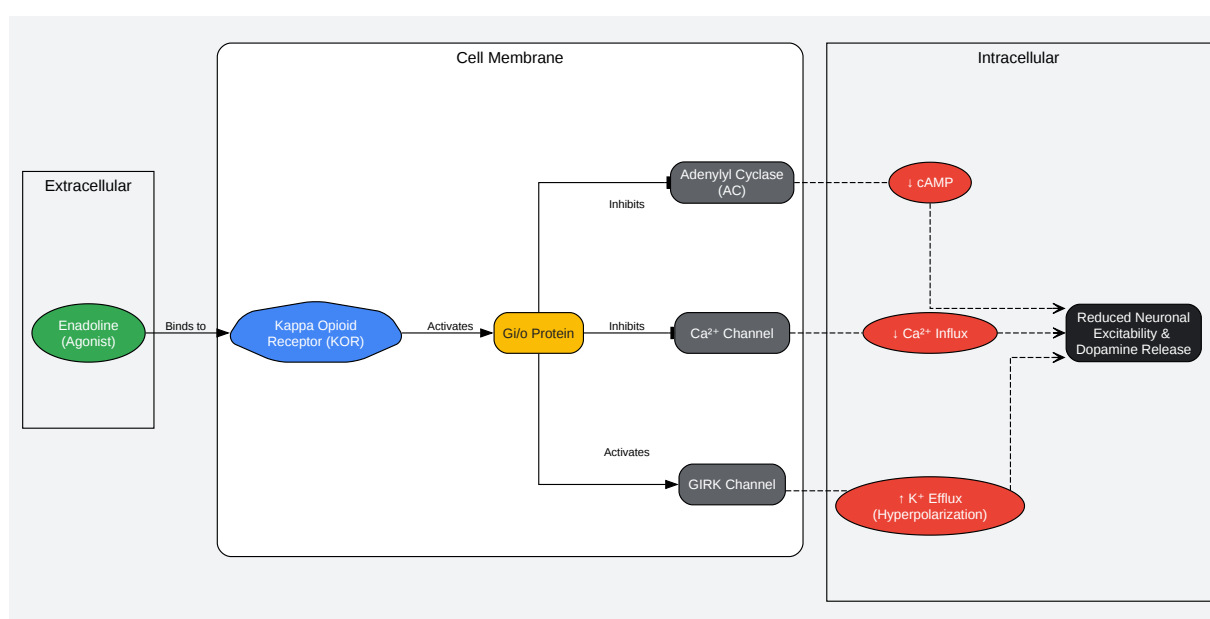 Cell Membrane
Intracellular
Extracellular
Adenylyl Cyclase
(AC)
↓ cAMP
Inhibits
Enadoline
(Agonist)
Binds to
Kappa Opioid
Receptor (KOR)
Activates
Gi/o Protein
Inhibits
Ca²⁺ Channel
↓ Ca²⁺ Influx
Reduced Neuronal
Excitability &
Dopamine Release
Activates
GIRK Channel
↑ K⁺ Efflux
(Hyperpolarization)